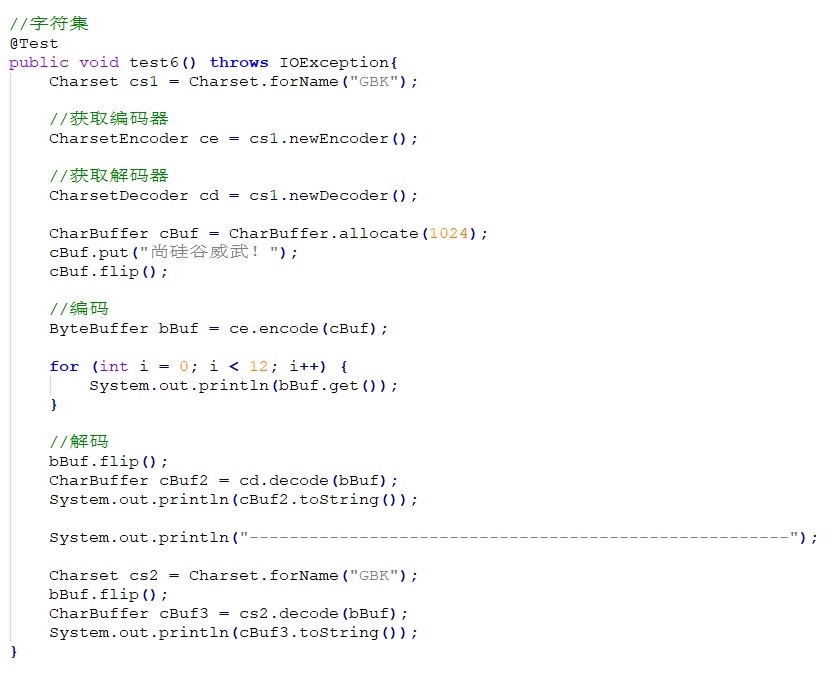 //字符集
@Test
public void test6() throws IOException{
    Charset cs1 = Charset.forName("GBK");

    //获取编码器
    CharsetEncoder ce = cs1.newEncoder();

    //获取解码器
    CharsetDecoder cd = cs1.newDecoder();

    CharBuffer cBuf = CharBuffer.allocate(1024);
    cBuf.put("尚硅谷威武！");
    cBuf.flip();

    //编码
    ByteBuffer bBuf = ce.encode(cBuf);

    for (int i = 0; i < 12; i++) {
        System.out.println(bBuf.get());
    }

    //解码
    bBuf.flip();
    CharBuffer cBuf2 = cd.decode(bBuf);
    System.out.println(cBuf2.toString());

    System.out.println("------------------------------------------------------");

    Charset cs2 = Charset.forName("GBK");
    bBuf.flip();
    CharBuffer cBuf3 = cs2.decode(bBuf);
    System.out.println(cBuf3.toString());
}